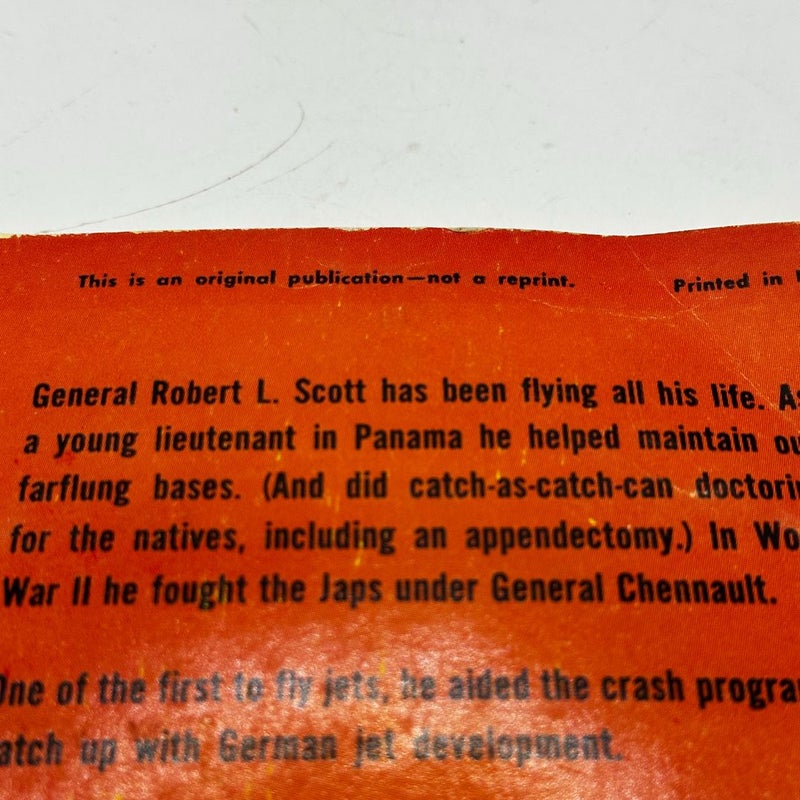 This is an original publication—not a reprint. Printed in
General Robert L. Scott has been flying all his life. As
a young lieutenant in Panama he helped maintain ou
farflung bases. (And did catch-as-catch-can doctorin
for the natives, including an appendectomy.) In Wo
War II he fought the Japs under General Chennault.
One of the first to fly jets, he aided the crash progra
atch up with German jet development.